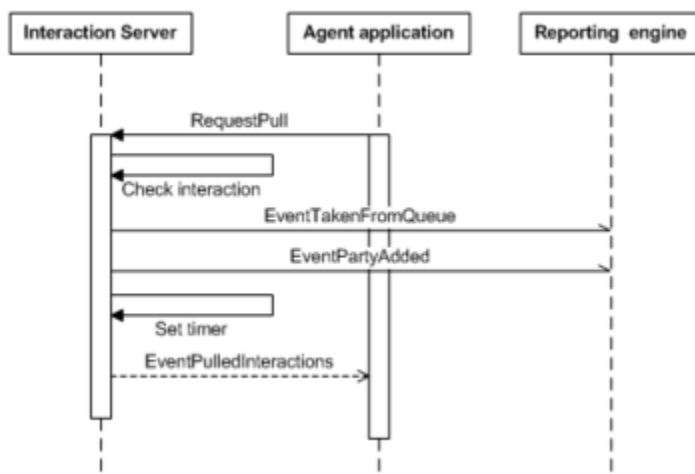 Interaction Server
Agent application
Reporting engine
RequestPull
Check interaction
EventTakenFromQueue
EventPartyAdded
Set timer
EventPulledInteractions